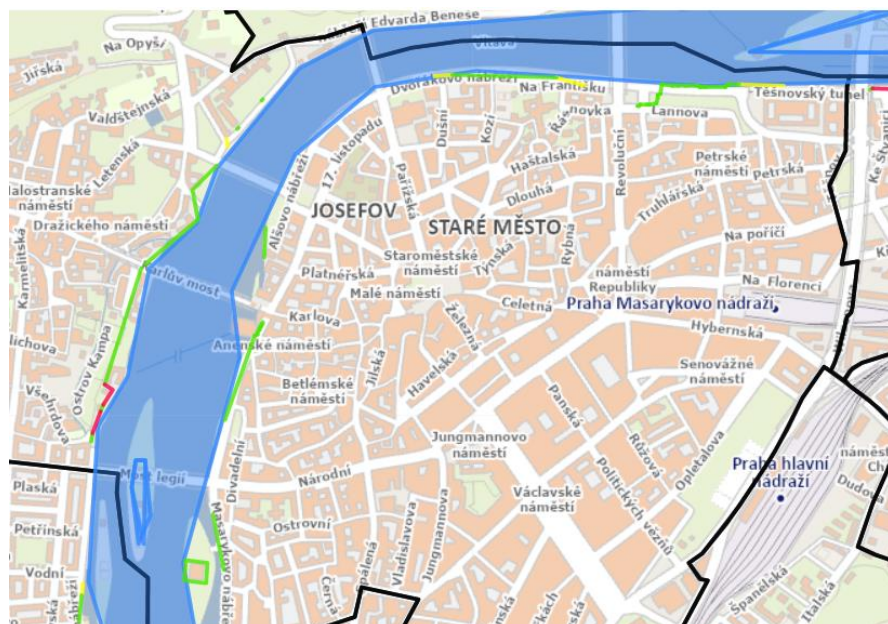 Na Opyši
nábřeží Edvarda Beneše
Vltava
Jiřská
Valdštejnská
Dvořákovo nábřeží
Na Františku
Těšnovský tunel
Řásnovka
Lannova
Ke Štvanici
Letenská
17. listopadu
Dušní
Kozí
Haštalská
Revoluční
Petrské
náměstí
Petrská
Malostranské
náměstí
Dražického náměstí
Alšovo nábřeží
Pařížská
Dlouhá
Truhlářská
JOSEFOV
STARÉ MĚSTO
Na poříčí
Karmelitská
Karlův most
Platnéřská
Staroměstské
náměstí
Týnská
Rybná
náměstí
Republiky
Na Florenci
Malé náměstí
Celetná
Praha Masarykovo nádraží
Karlova
Železná
Hybernská
Ostrov Kampa
Anenské náměstí
Jilská
Havelská
Senovážné
náměstí
Všehrdova
Betlémské
náměstí
Panská
Jungmannovo
náměstí
Růžová
Opletalova
Most legií
Divadelní
Národní
Politických vězňů
Praha hlavní
nádraží
Plaská
Václavské
náměstí
Petřínská
Ostrovní
Vladislavova
Jungmannova
Vodní
Černá
Španělská
Italská